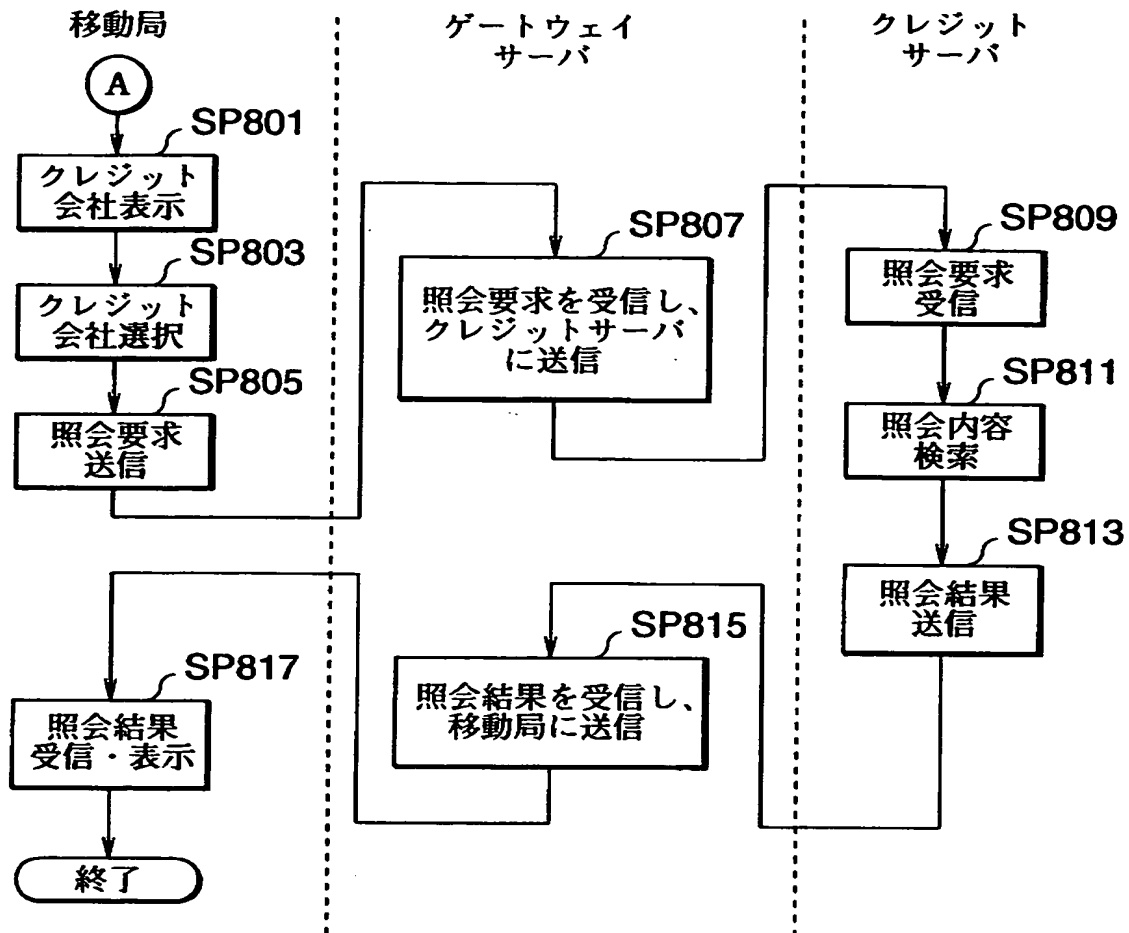 移動局
A
SP801
クレジット
会社表示
SP803
クレジット
会社選択
SP805
照会要求
送信
SP817
照会結果
受信・表示
終了
ゲートウェイ
サーバ
SP807
照会要求を受信し、
クレジットサーバ
に送信
SP815
照会結果を受信し、
移動局に送信
クレジット
サーバ
SP809
照会要求
受信
SP811
照会内容
検索
SP813
照会結果
送信